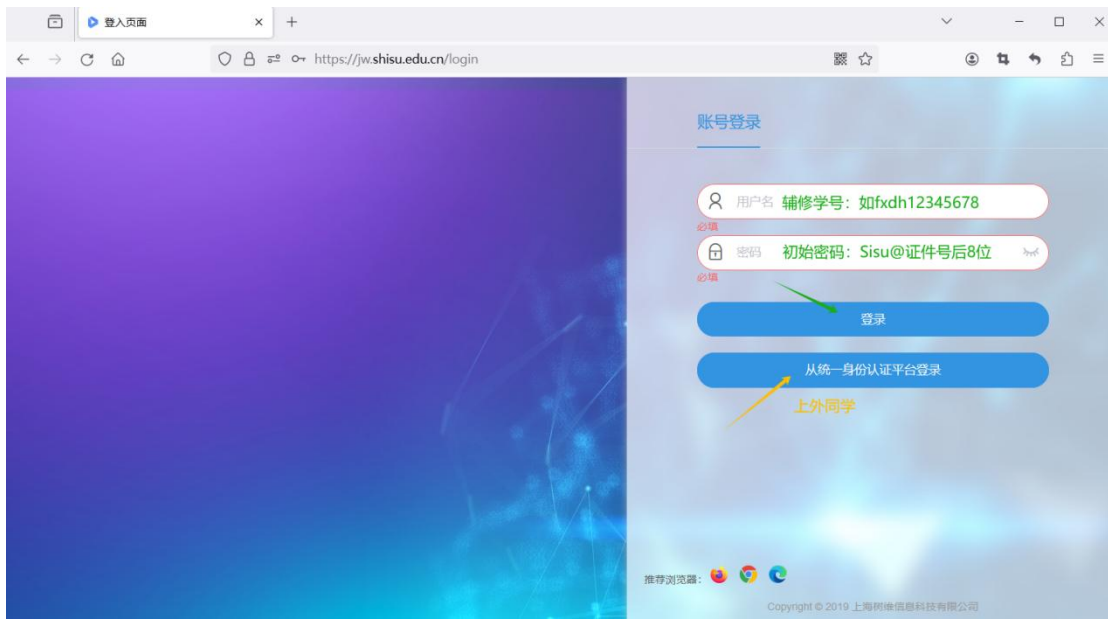 登入页面
https://jw.shisu.edu.cn/login
账号登录
用户名 辅修学号：如fxdh12345678
必填
密码 初始密码：Sisu@证件号后8位
必填
登录
从统一身份认证平台登录
上外同学
推荐浏览器：
Copyright © 2019 上海树维信息科技有限公司